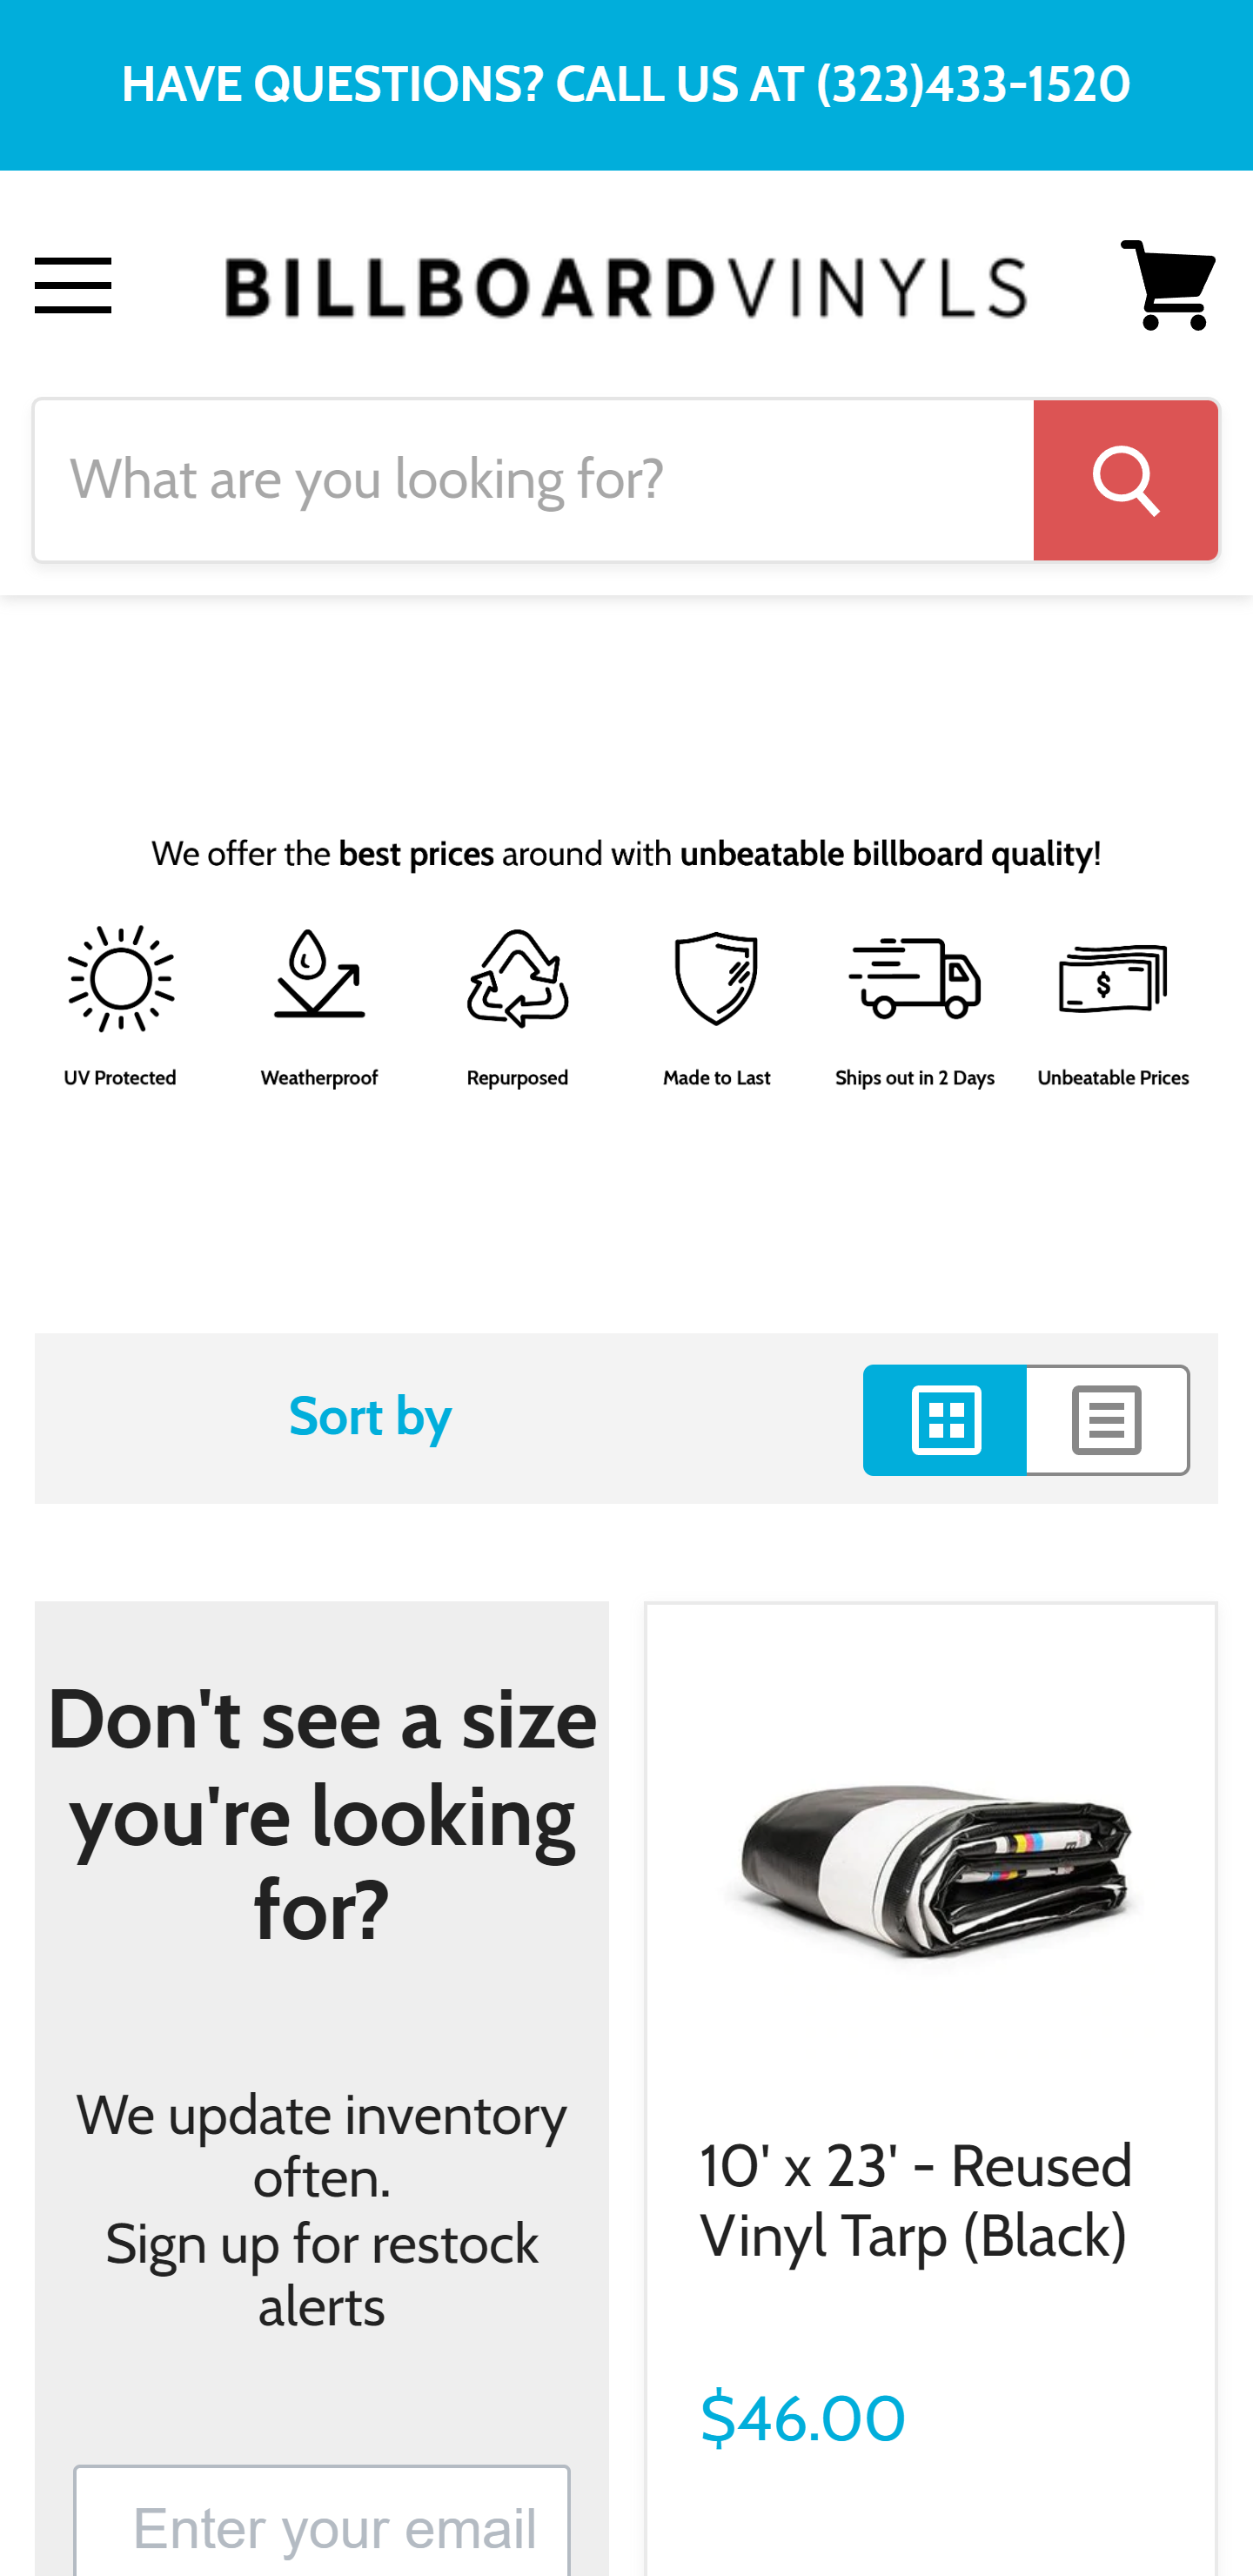 HAVE QUESTIONS? CALL US AT (323)433-1520
BILLBOARDVINYLS
What are you looking for?
We offer the best prices around with unbeatable billboard quality!
UV Protected
Weatherproof
Repurposed
Made to Last
Ships out in 2 Days
Unbeatable Prices
Sort by
Don't see a size
you're looking
for?
We update inventory
often.
Sign up for restock
alerts
Enter your email
10' x 23' - Reused
Vinyl Tarp (Black)
$46.00